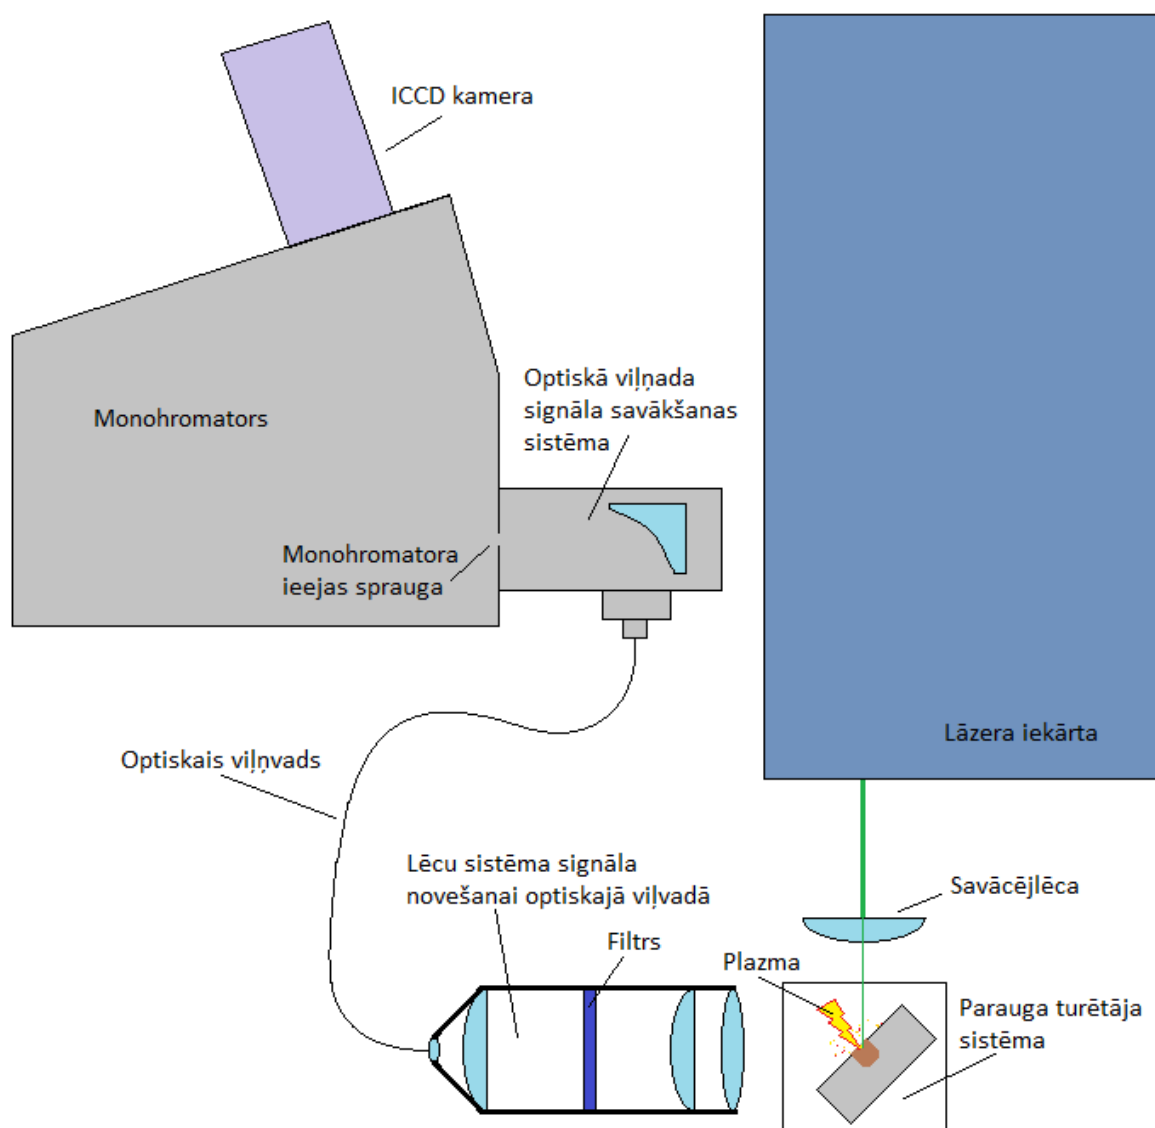 ICCD kamera
Monohromators
Optiskā viļņada
signāla savākšanas
sistēma
Monohromatora
ieejas sprauga
Lāzera iekārta
Optiskais viļņvads
Lēcu sistēma signāla
novešanai optiskajā viļvadā
Filtrs
Savācējlēca
Plazma
Parauga turētāja
sistēma